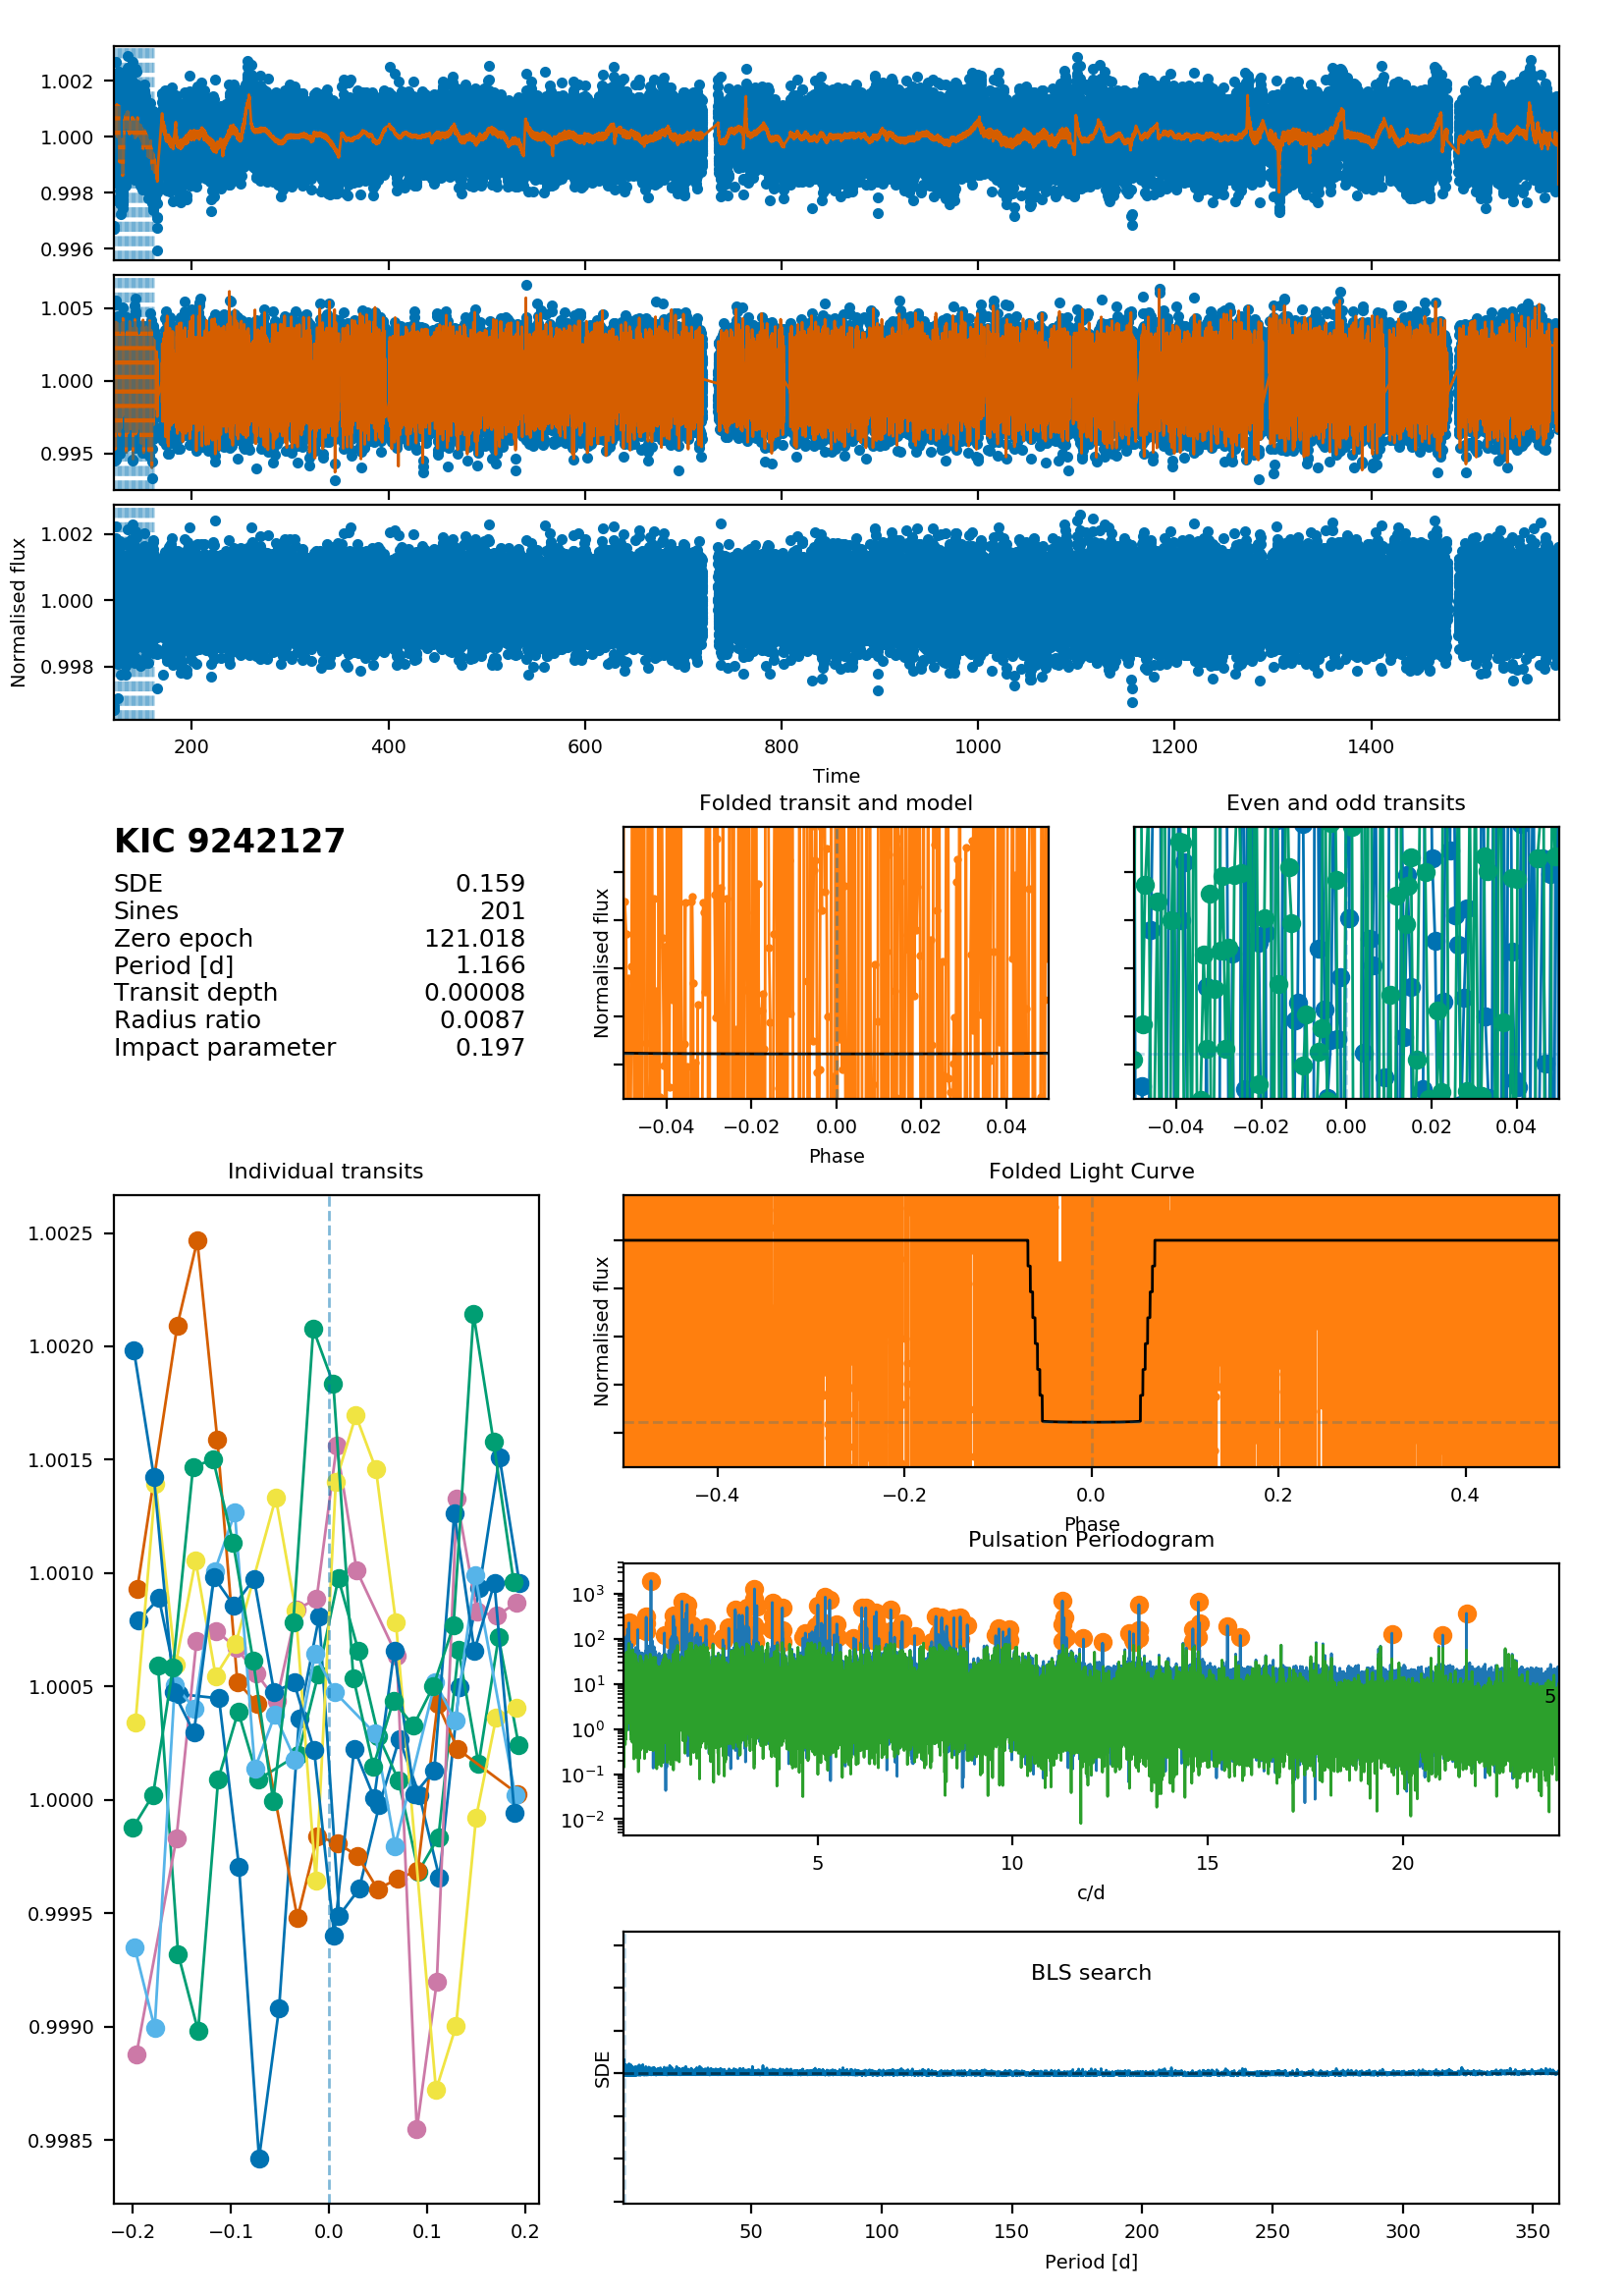 1.002
1.000
0.998
0.996
1.005
1.000
0.995
1.002
1.000
0.998
Normalised flux
200 400 600 800 1000 1200 1400
Time
KIC 9242127
SDE 0.159
Sines 201
Zero epoch 121.018
Period [d] 1.166
Transit depth 0.00008
Radius ratio 0.0087
Impact parameter 0.197
Folded transit and model
Normalised flux
−0.04 −0.02 0.00 0.02 0.04
Phase
Even and odd transits
−0.04 −0.02 0.00 0.02 0.04
Individual transits
1.0025
1.0020
1.0015
1.0010
1.0005
1.0000
0.9995
0.9990
0.9985
−0.2 −0.1 0.0 0.1 0.2
Folded Light Curve
Normalised flux
−0.4 −0.2 0.0 0.2 0.4
Phase
Pulsation Periodogram
10³
10²
10¹
10⁰
10⁻¹
10⁻²
5
5 10 15 20
c/d
BLS search
SDE
50 100 150 200 250 300 350
Period [d]